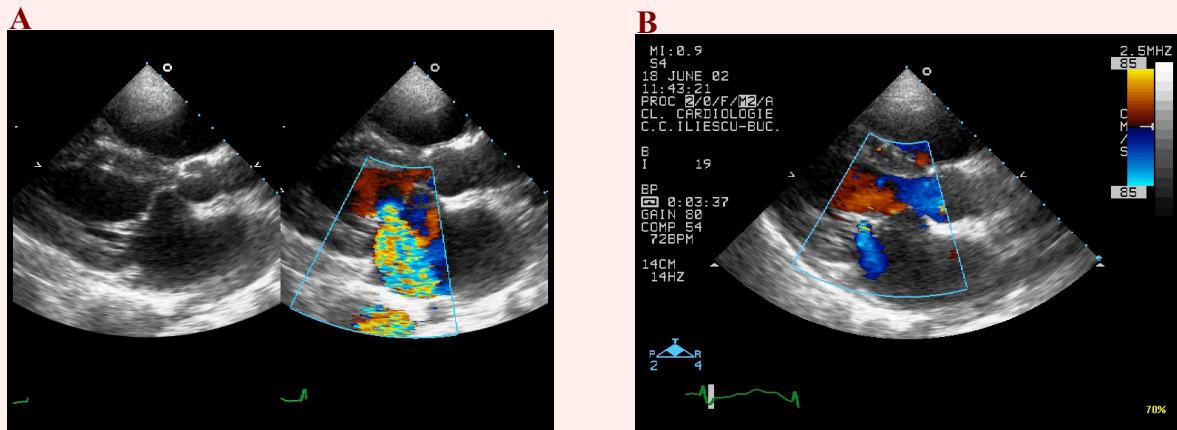 A
B
MI:0.9
S4
18 JUNE 02
11:43:21
PROC 2/0/F/M2/A
CL. CARDIOLOGIE
C.C.ILIESCU-BUC.
B
I 19
BP
0:03:37
GAIN 80
COMP 54
72BPM
14CM
14HZ
2.5MHZ
85
C
M
/
S
85
P T R
2 4
70%